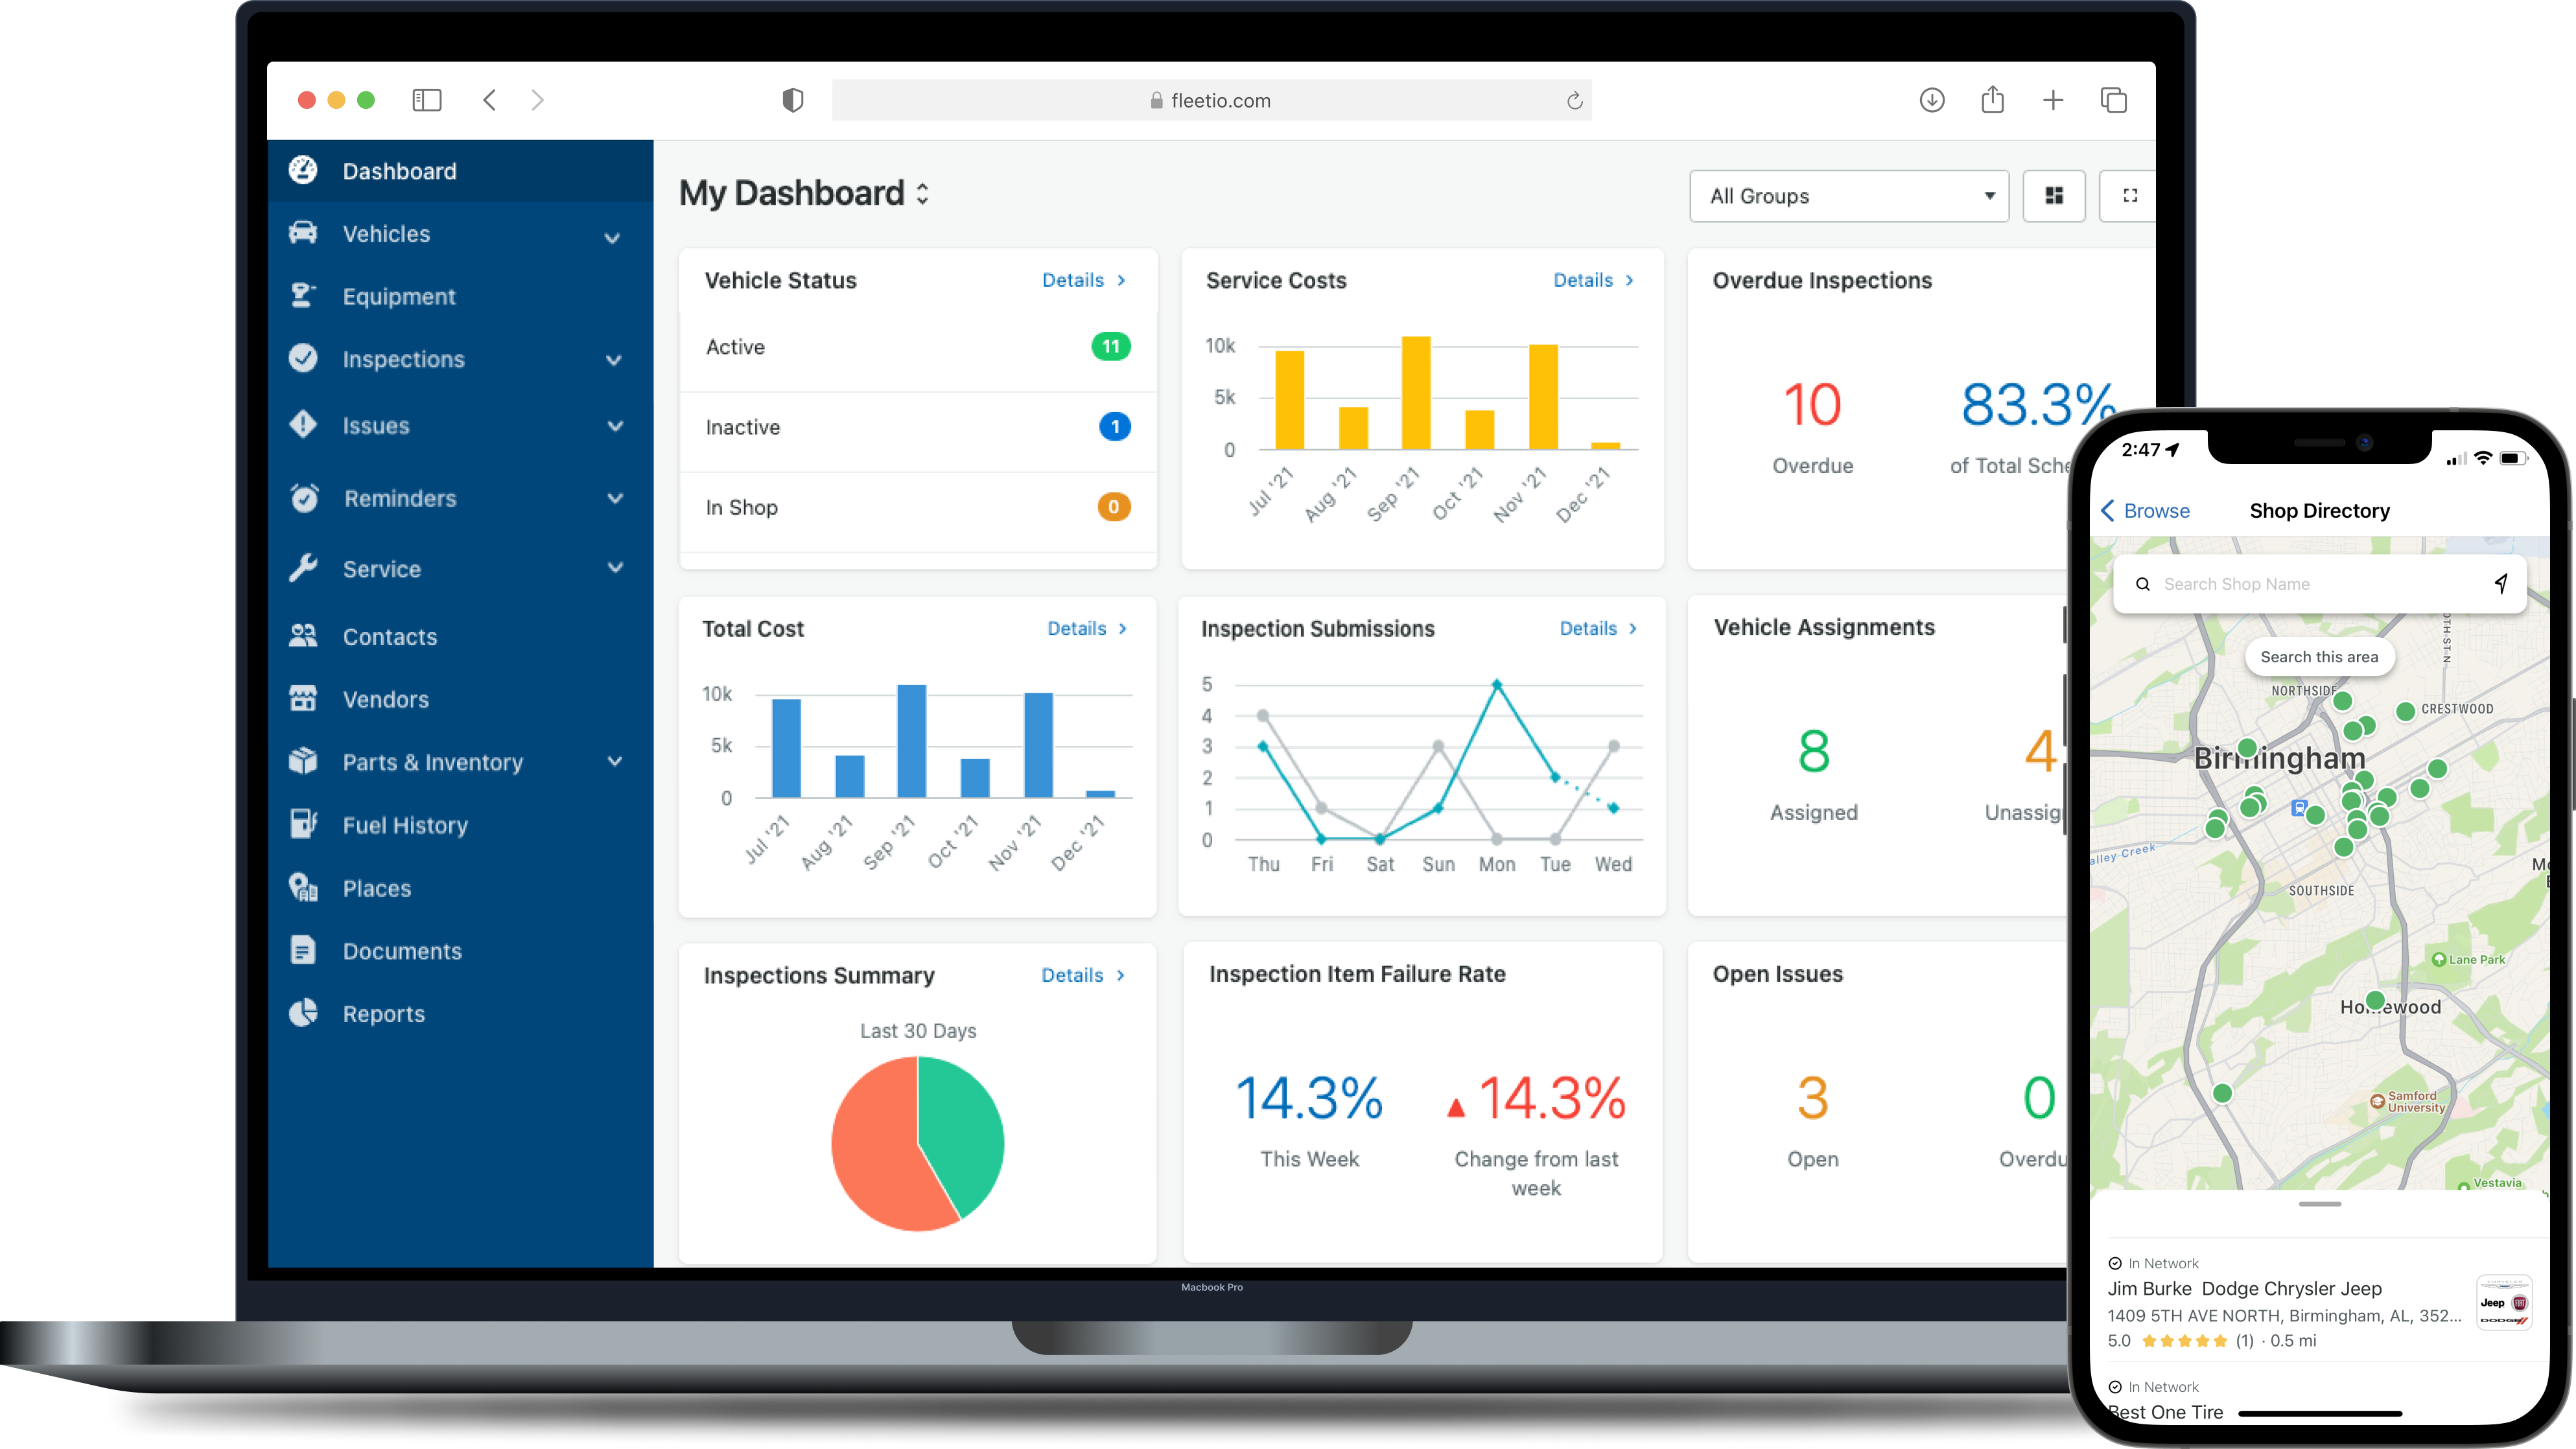 fleetio.com
Dashboard
Vehicles
Equipment
Inspections
Issues
Reminders
Service
Contacts
Vendors
Parts & Inventory
Fuel History
Places
Documents
Reports
My Dashboard
All Groups
Vehicle Status
Details
Active
11
Inactive
1
In Shop
0
Service Costs
Details
10k
5k
0
Jul '21
Aug '21
Sep '21
Oct '21
Nov '21
Dec '21
Overdue Inspections
10
Overdue
83.3%
of Total Sche
Total Cost
Details
10k
5k
0
Jul '21
Aug '21
Sep '21
Oct '21
Nov '21
Dec '21
Inspection Submissions
Details
5
4
3
2
1
0
Thu Fri Sat Sun Mon Tue Wed
Vehicle Assignments
8
Assigned
4
Unassig
Inspections Summary
Details
Last 30 Days
Inspection Item Failure Rate
14.3%
This Week
14.3%
Change from last
week
Open Issues
3
Open
0
Overdu
Macbook Pro
2:47
Browse
Shop Directory
Search Shop Name
Search this area
OTH ST N
NORTHSIDE
CRESTWOOD
Birmingham
alley Creek
SOUTHSIDE
Lane Park
Samford
University
Vestavia
In Network
Jim Burke Dodge Chrysler Jeep
1409 5TH AVE NORTH, Birmingham, AL, 352...
5.0 (1) · 0.5 mi
Jeep
FIAT
DODGE
In Network
Best One Tire